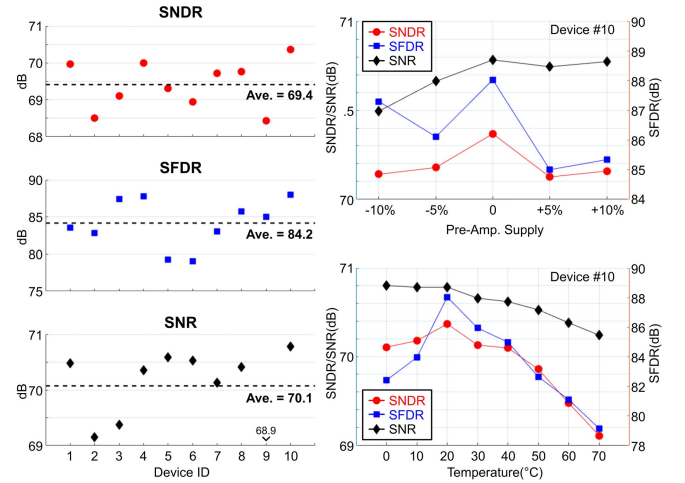 SNDR
71
70
69
68
dB
Ave. = 69.4
SFDR
90
85
80
75
dB
Ave. = 84.2
SNR
71
70
69
dB
Ave. = 70.1
68.9
1 2 3 4 5 6 7 8 9 10
Device ID
Device #10
SNDR
SFDR
SNR
71
.5
70
SNDR/SNR(dB)
90
88
86
85
84
SFDR(dB)
-10% -5% 0 +5% +10%
Pre-Amp. Supply
Device #10
71
70
69
SNDR/SNR(dB)
90
88
86
84
82
80
78
SFDR(dB)
SNDR
SFDR
SNR
0 10 20 30 40 50 60 70
Temperature(°C)